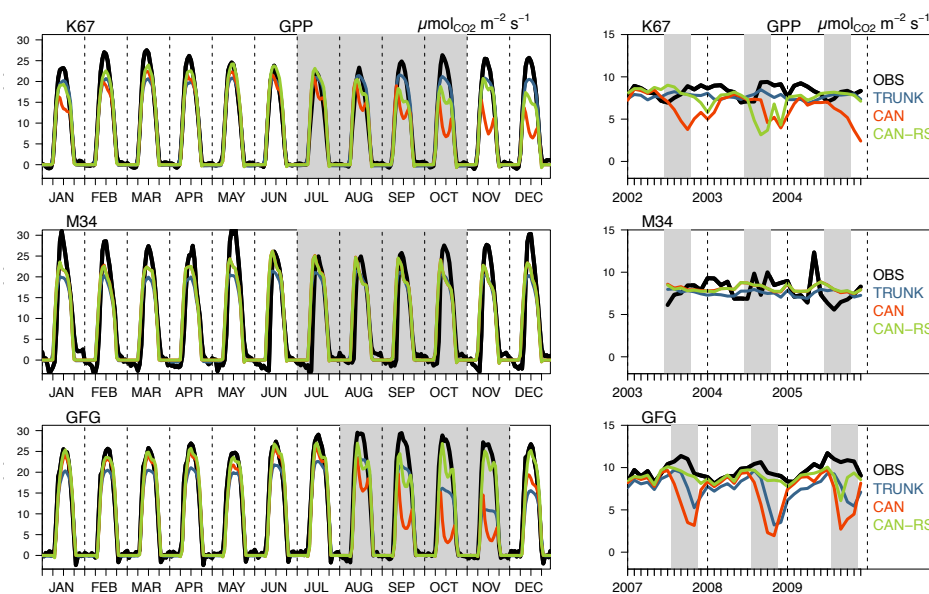 K67 GPP µmolCO2 m−2 s−1
30
25
20
15
10
5
0
JAN FEB MAR APR MAY JUN JUL AUG SEP OCT NOV DEC
K67 GPP µmolCO2 m−2 s−1
15
10
5
0
2002 2003 2004
OBS
TRUNK
CAN
CAN−RS
M34
30
25
20
15
10
5
0
JAN FEB MAR APR MAY JUN JUL AUG SEP OCT NOV DEC
M34
15
10
5
0
2003 2004 2005
OBS
TRUNK
CAN
CAN−RS
GFG
30
25
20
15
10
5
0
JAN FEB MAR APR MAY JUN JUL AUG SEP OCT NOV DEC
GFG
15
10
5
0
2007 2008 2009
OBS
TRUNK
CAN
CAN−RS